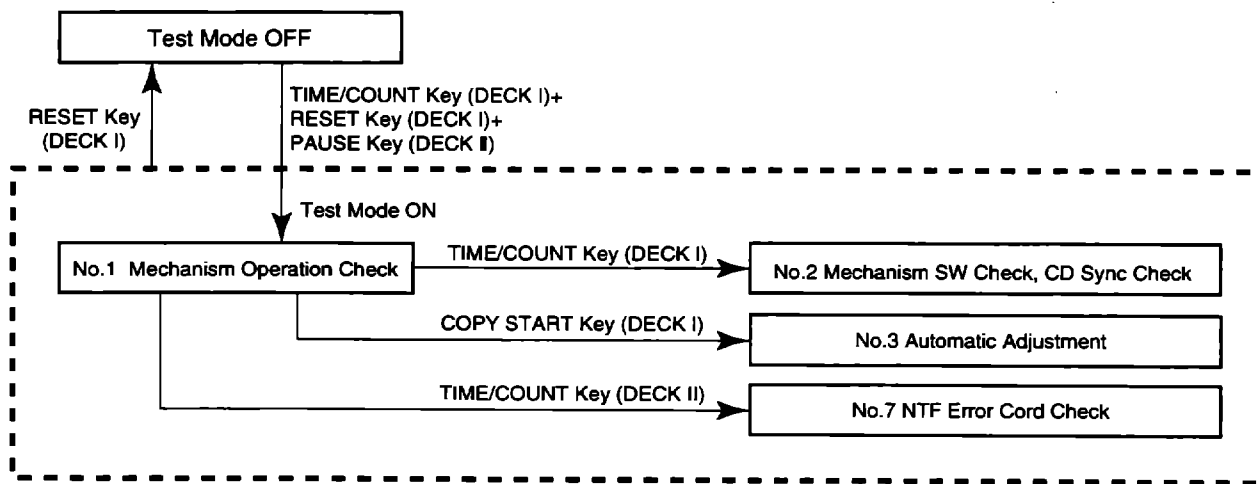 Test Mode OFF
RESET Key
(DECK I)
TIME/COUNT Key (DECK I)+
RESET Key (DECK I)+
PAUSE Key (DECK II)
Test Mode ON
No.1 Mechanism Operation Check
TIME/COUNT Key (DECK I)
No.2 Mechanism SW Check, CD Sync Check
COPY START Key (DECK I)
No.3 Automatic Adjustment
TIME/COUNT Key (DECK II)
No.7 NTF Error Cord Check